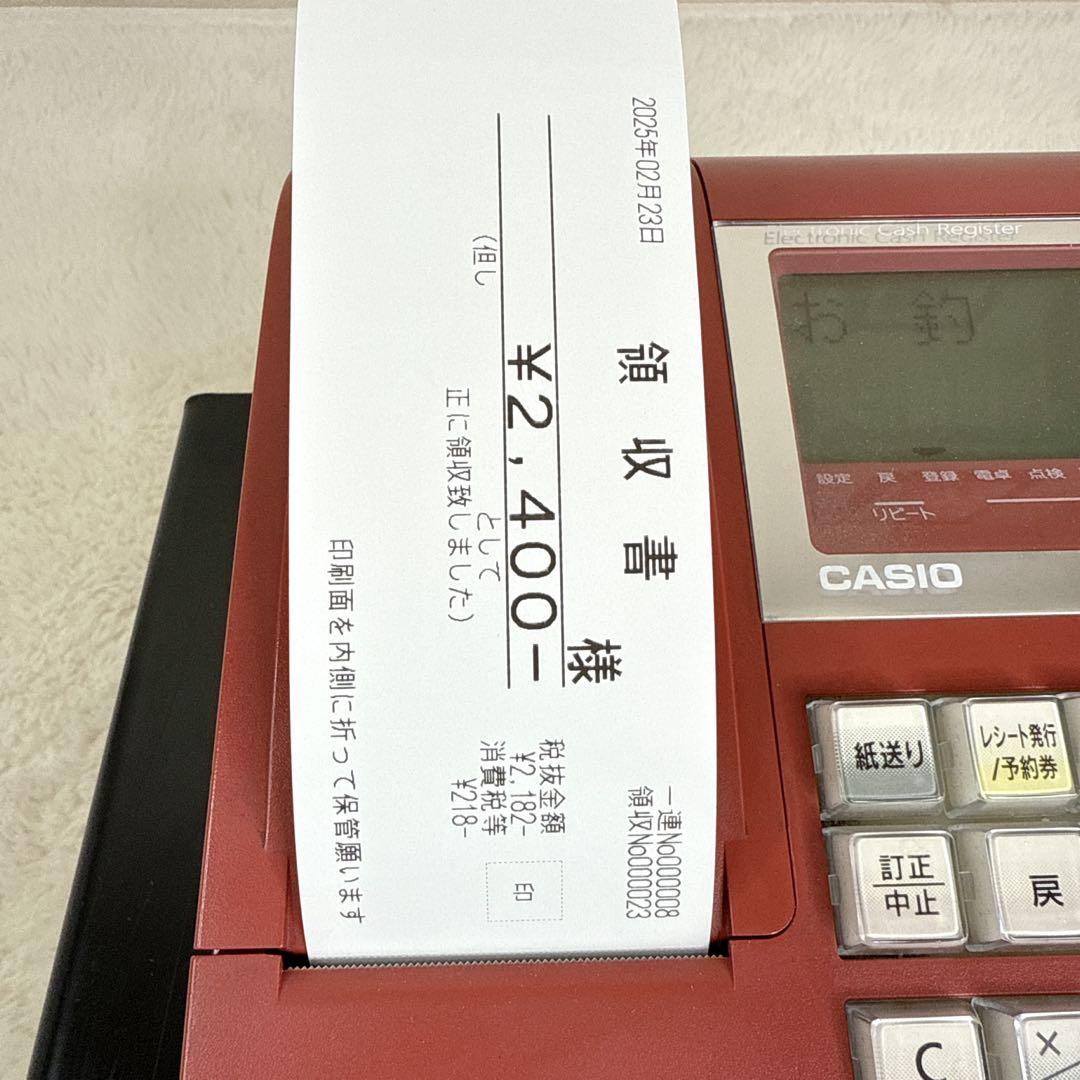 2025年02月23日
領収書
一連No000008
領収No000023
様
¥2,400-
(但し
として
正に領収致しました)
税抜金額
¥2,182-
消費税等
¥218-
印
印刷面を内側に折って保管願います
Electronic Cash Register
お 釣
設定 戻 登録 電卓 点検
リピート
CASIO
紙送り
レシート発行
/予約券
訂正
中止
戻
C
×